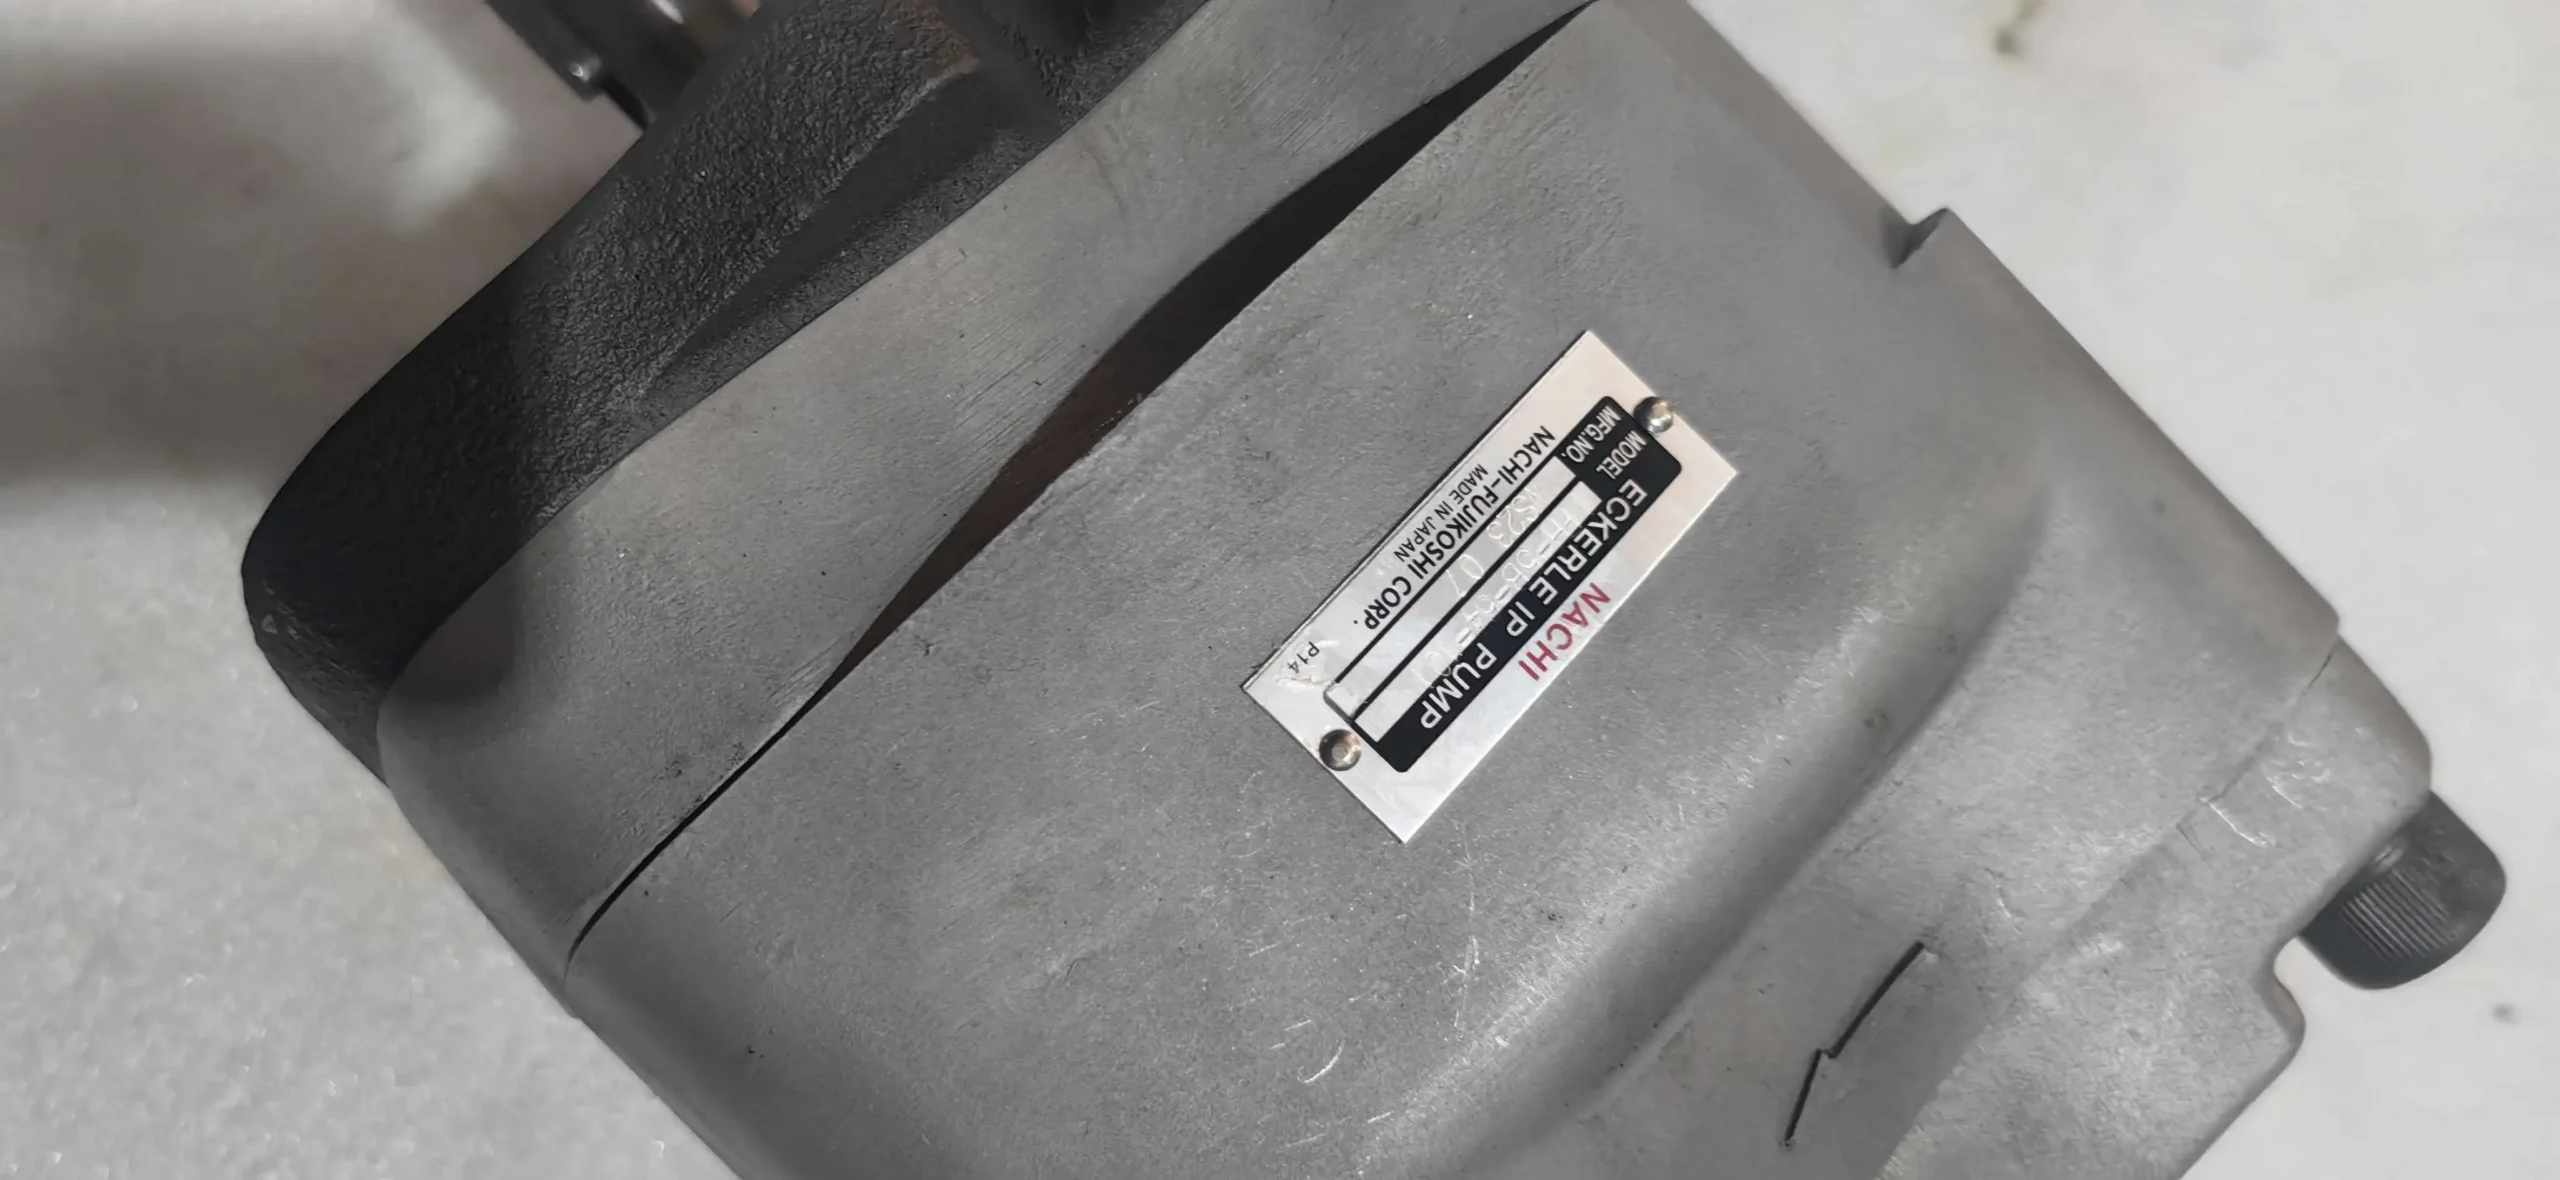 NACHI
ECKERLE IP PUMP
MODEL
MFG.NO.
NACHI-FUJIKOSHI CORP.
MADE IN JAPAN
P14